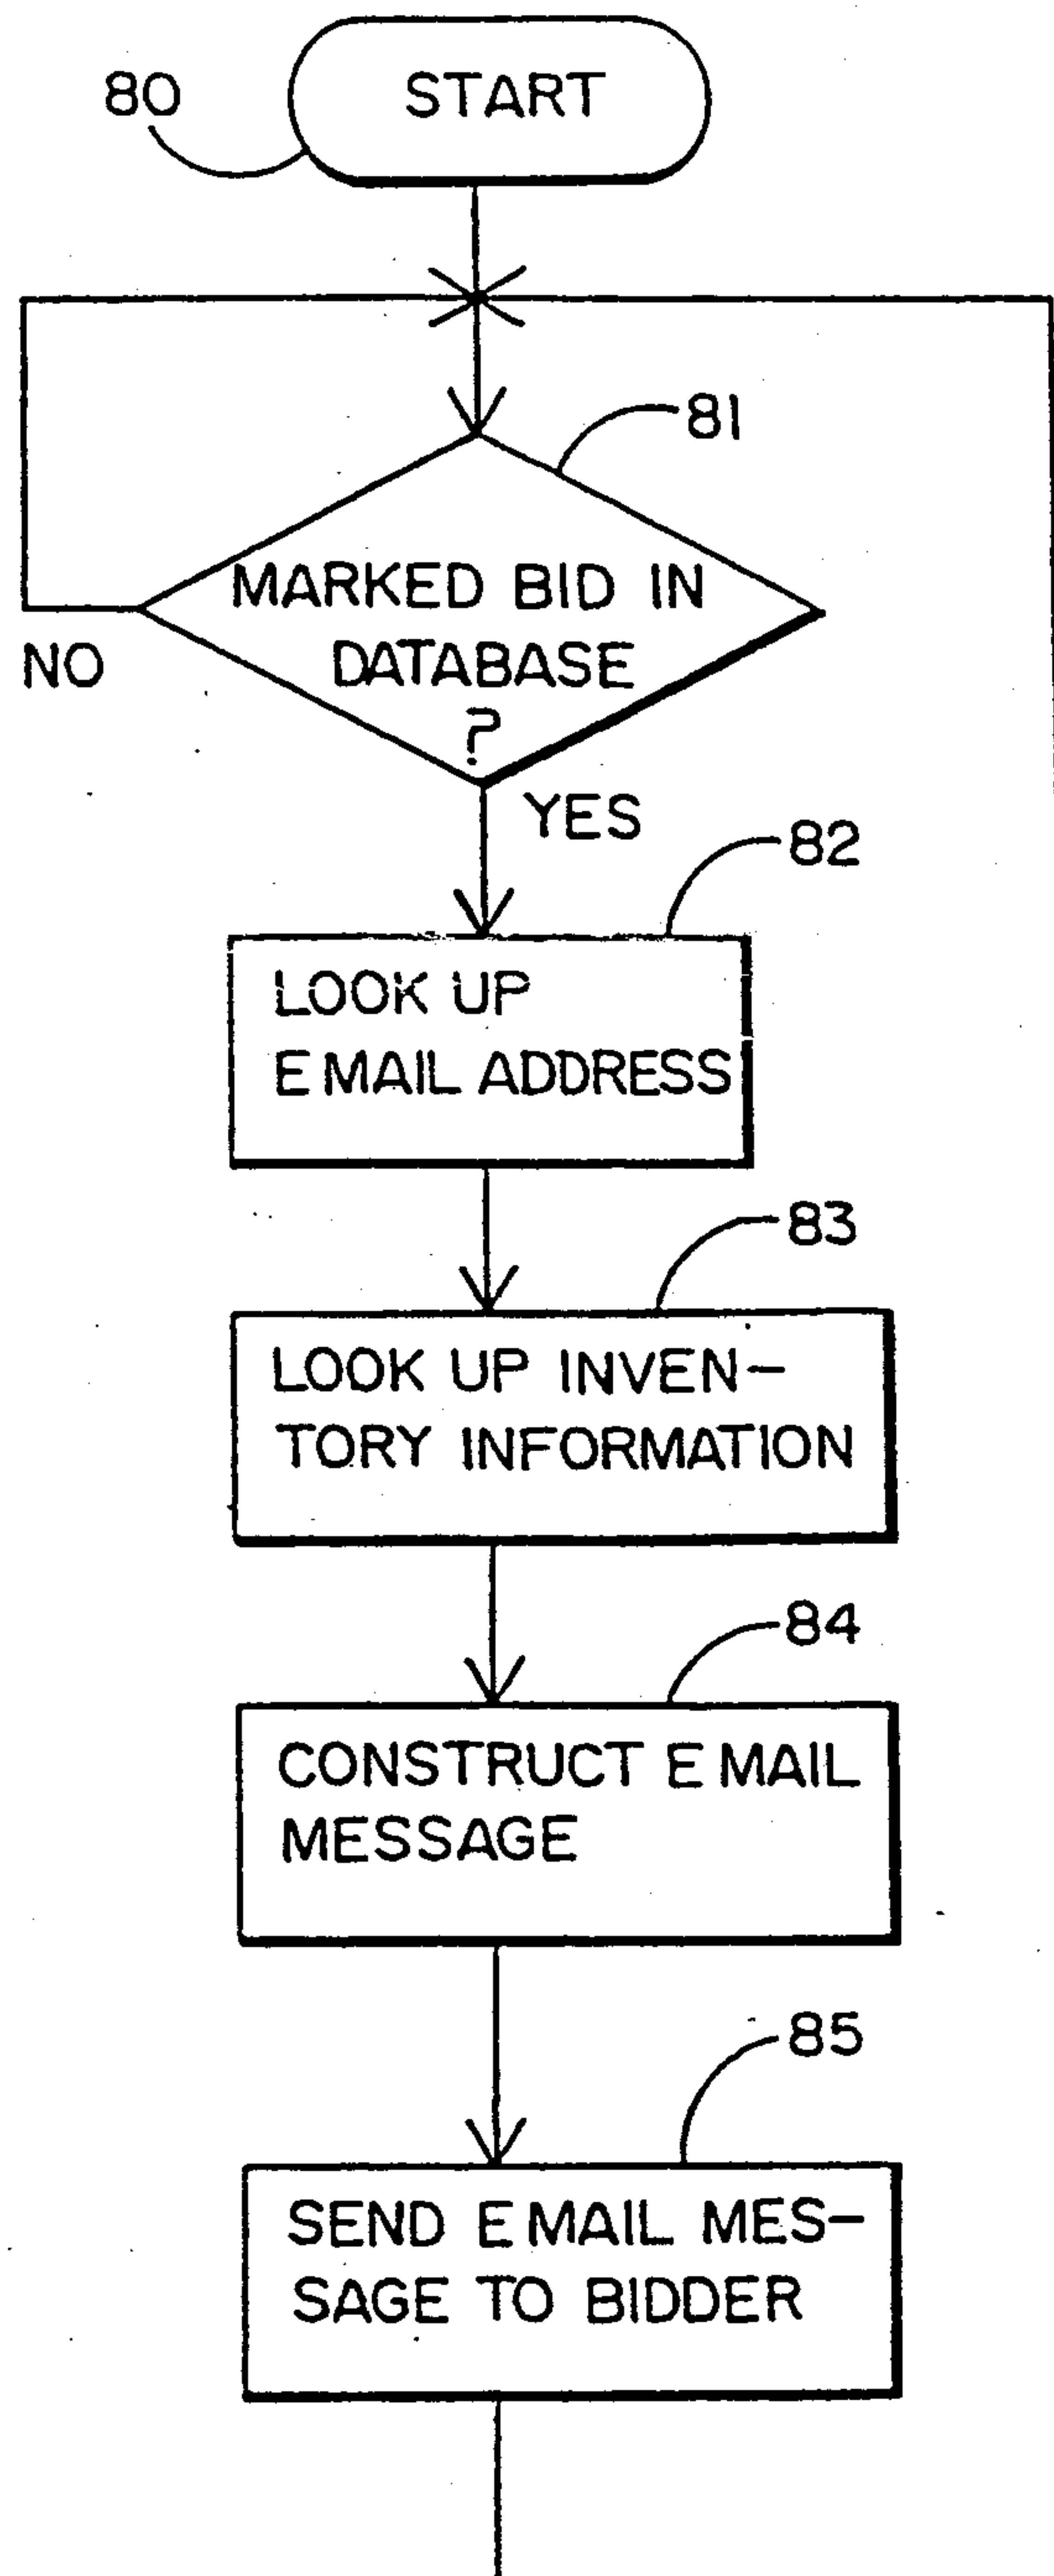 80
START
81
MARKED BID IN
DATABASE
?
NO
YES
82
LOOK UP
E MAIL ADDRESS
83
LOOK UP INVEN-
TORY INFORMATION
84
CONSTRUCT E MAIL
MESSAGE
85
SEND E MAIL MES-
SAGE TO BIDDER